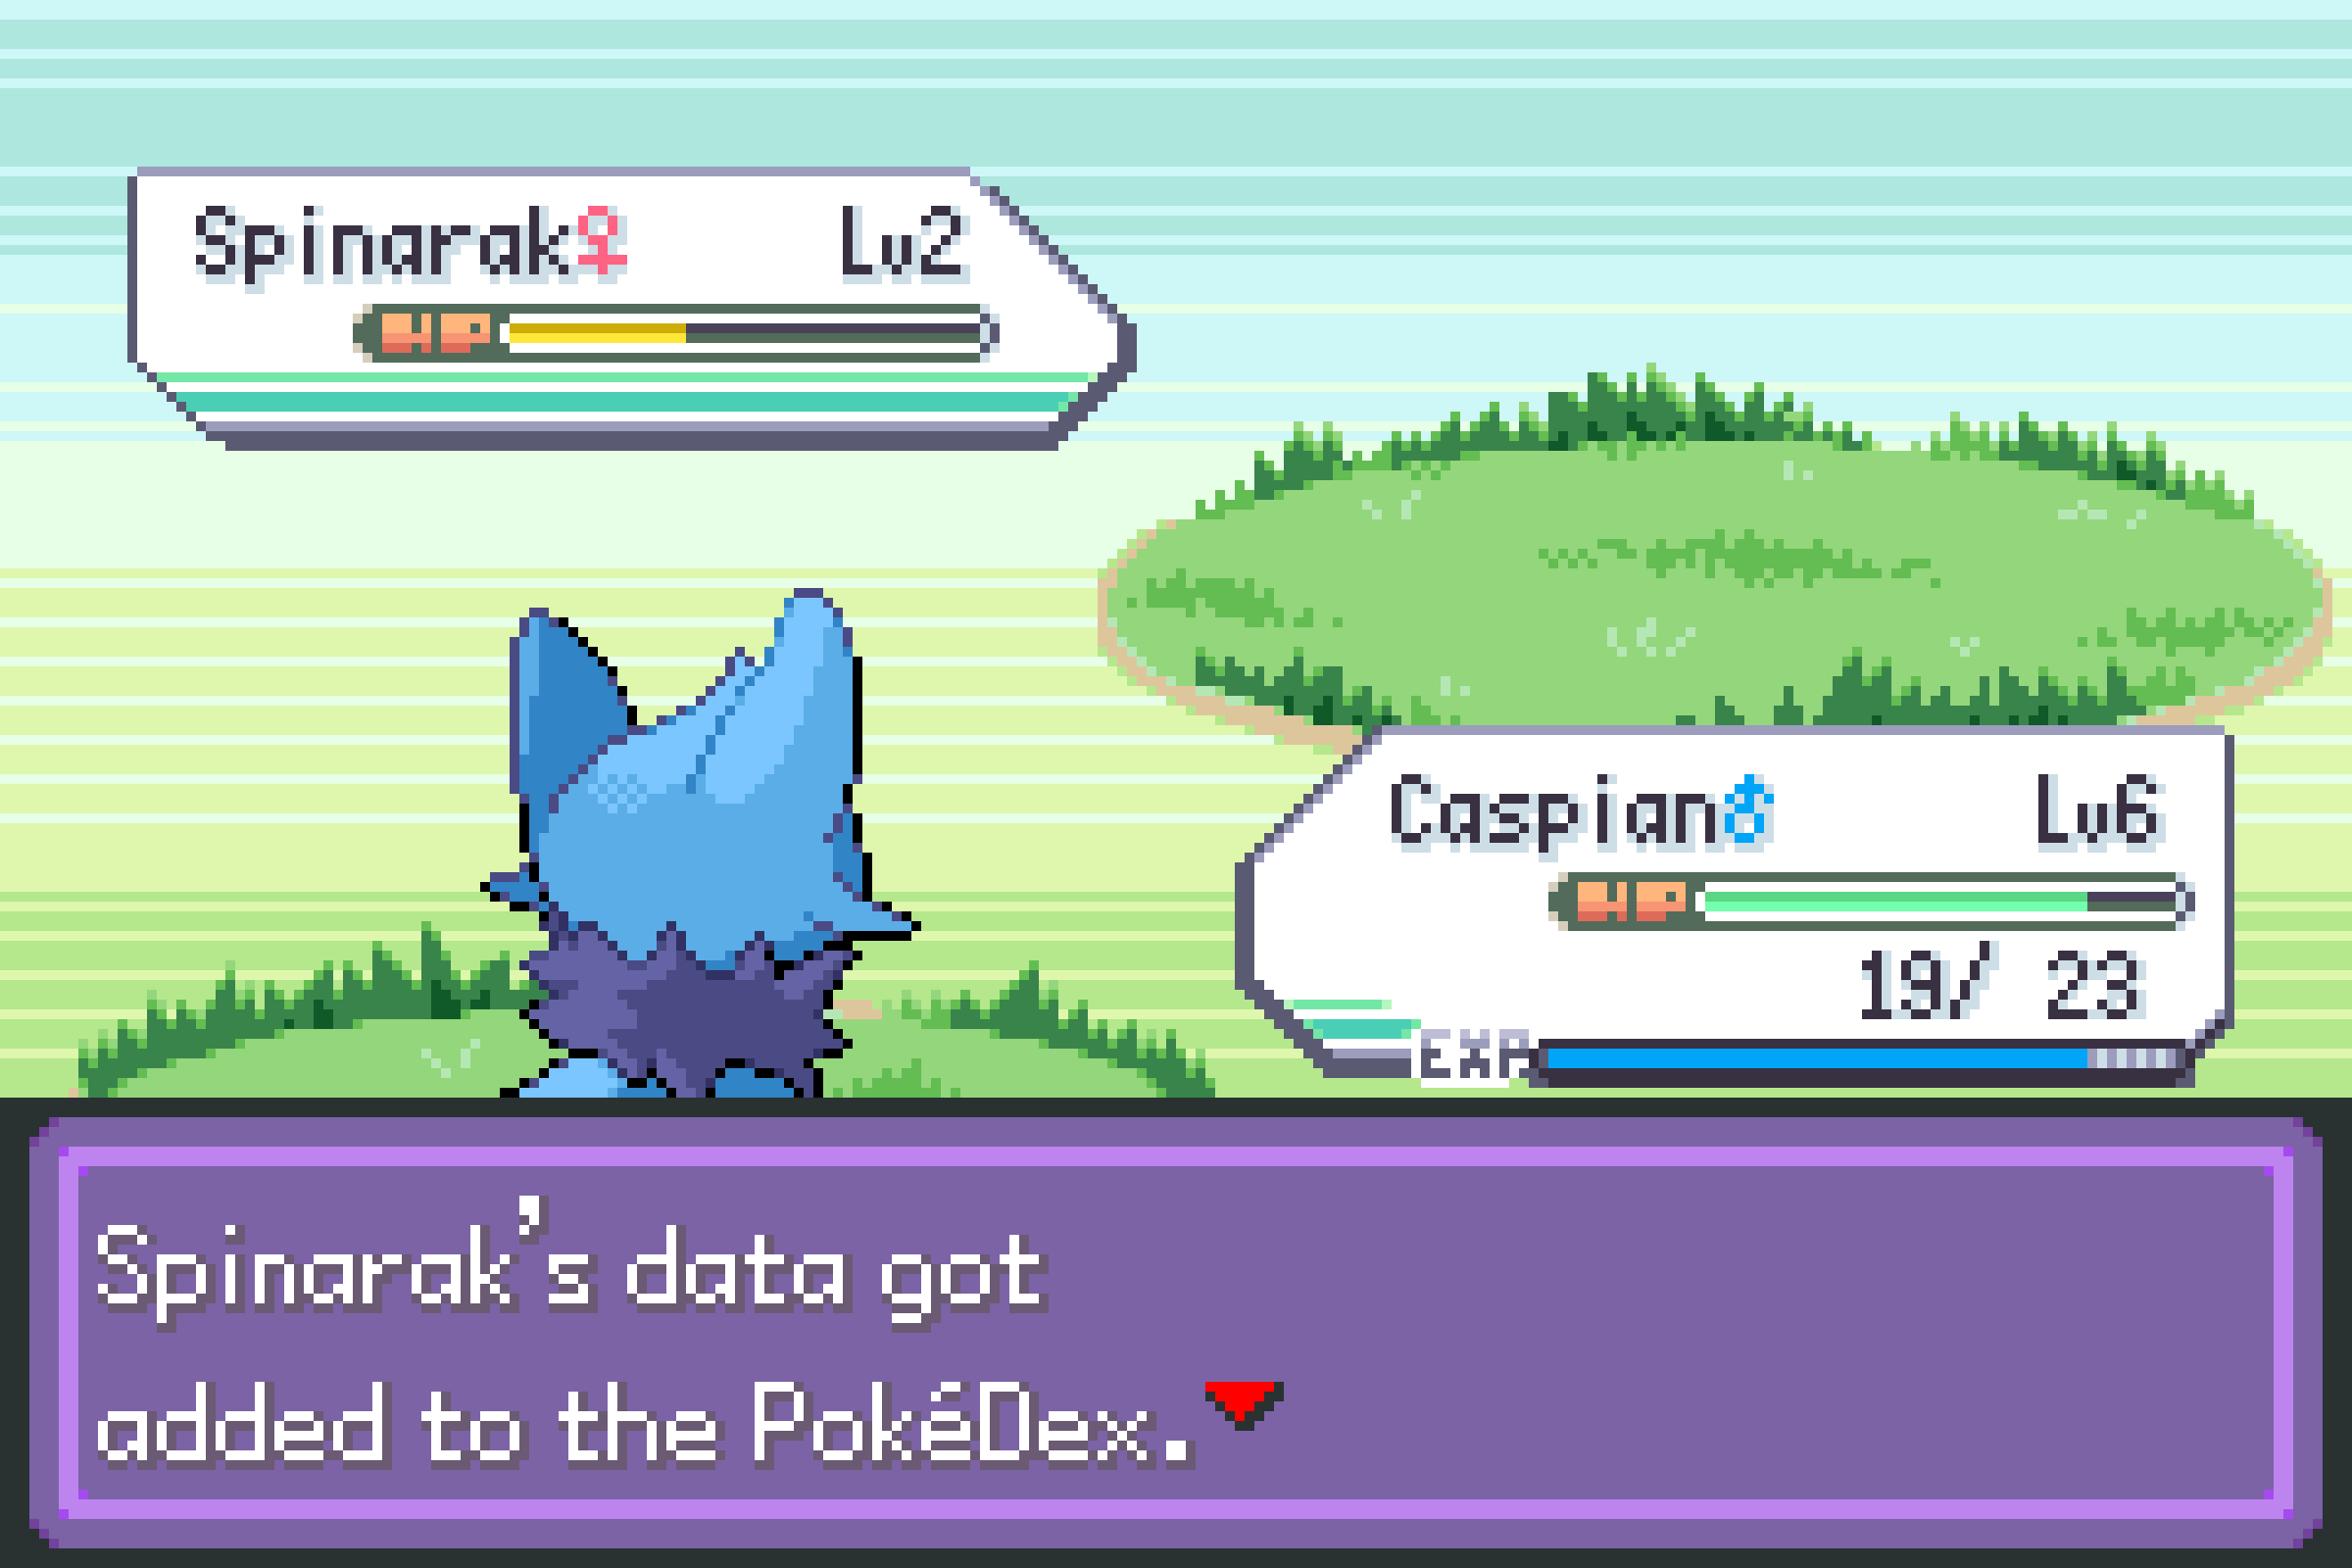 Spinarak♀ Lv2
HP
Caspian♂ Lv6
HP
19/ 23
EXP
Spinarak's data got
added to the PokéDex.